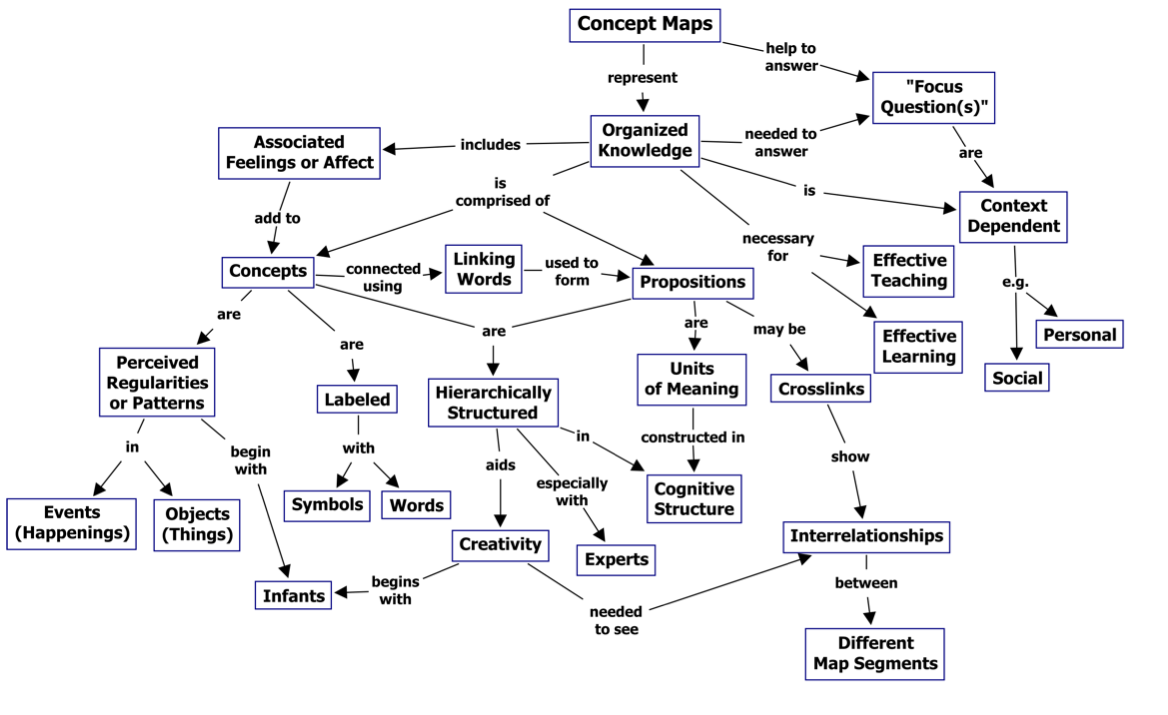 Concept Maps
help to
answer
represent
"Focus
Question(s)"
Organized
Knowledge
needed to
answer
Associated
Feelings or Affect
includes
are
is
comprised of
is
Context
Dependent
add to
necessary
for
Concepts
connected
using
Linking
Words
used to
form
Propositions
Effective
Teaching
e.g.
are
are
are
are
may be
Effective
Learning
Personal
Social
Perceived
Regularities
or Patterns
Labeled
Hierarchically
Structured
Units
of Meaning
Crosslinks
in
begin
with
with
aids
in
constructed in
show
especially
with
Events
(Happenings)
Objects
(Things)
Symbols
Words
Cognitive
Structure
Creativity
Experts
Interrelationships
Infants
begins
with
needed
to see
between
Different
Map Segments